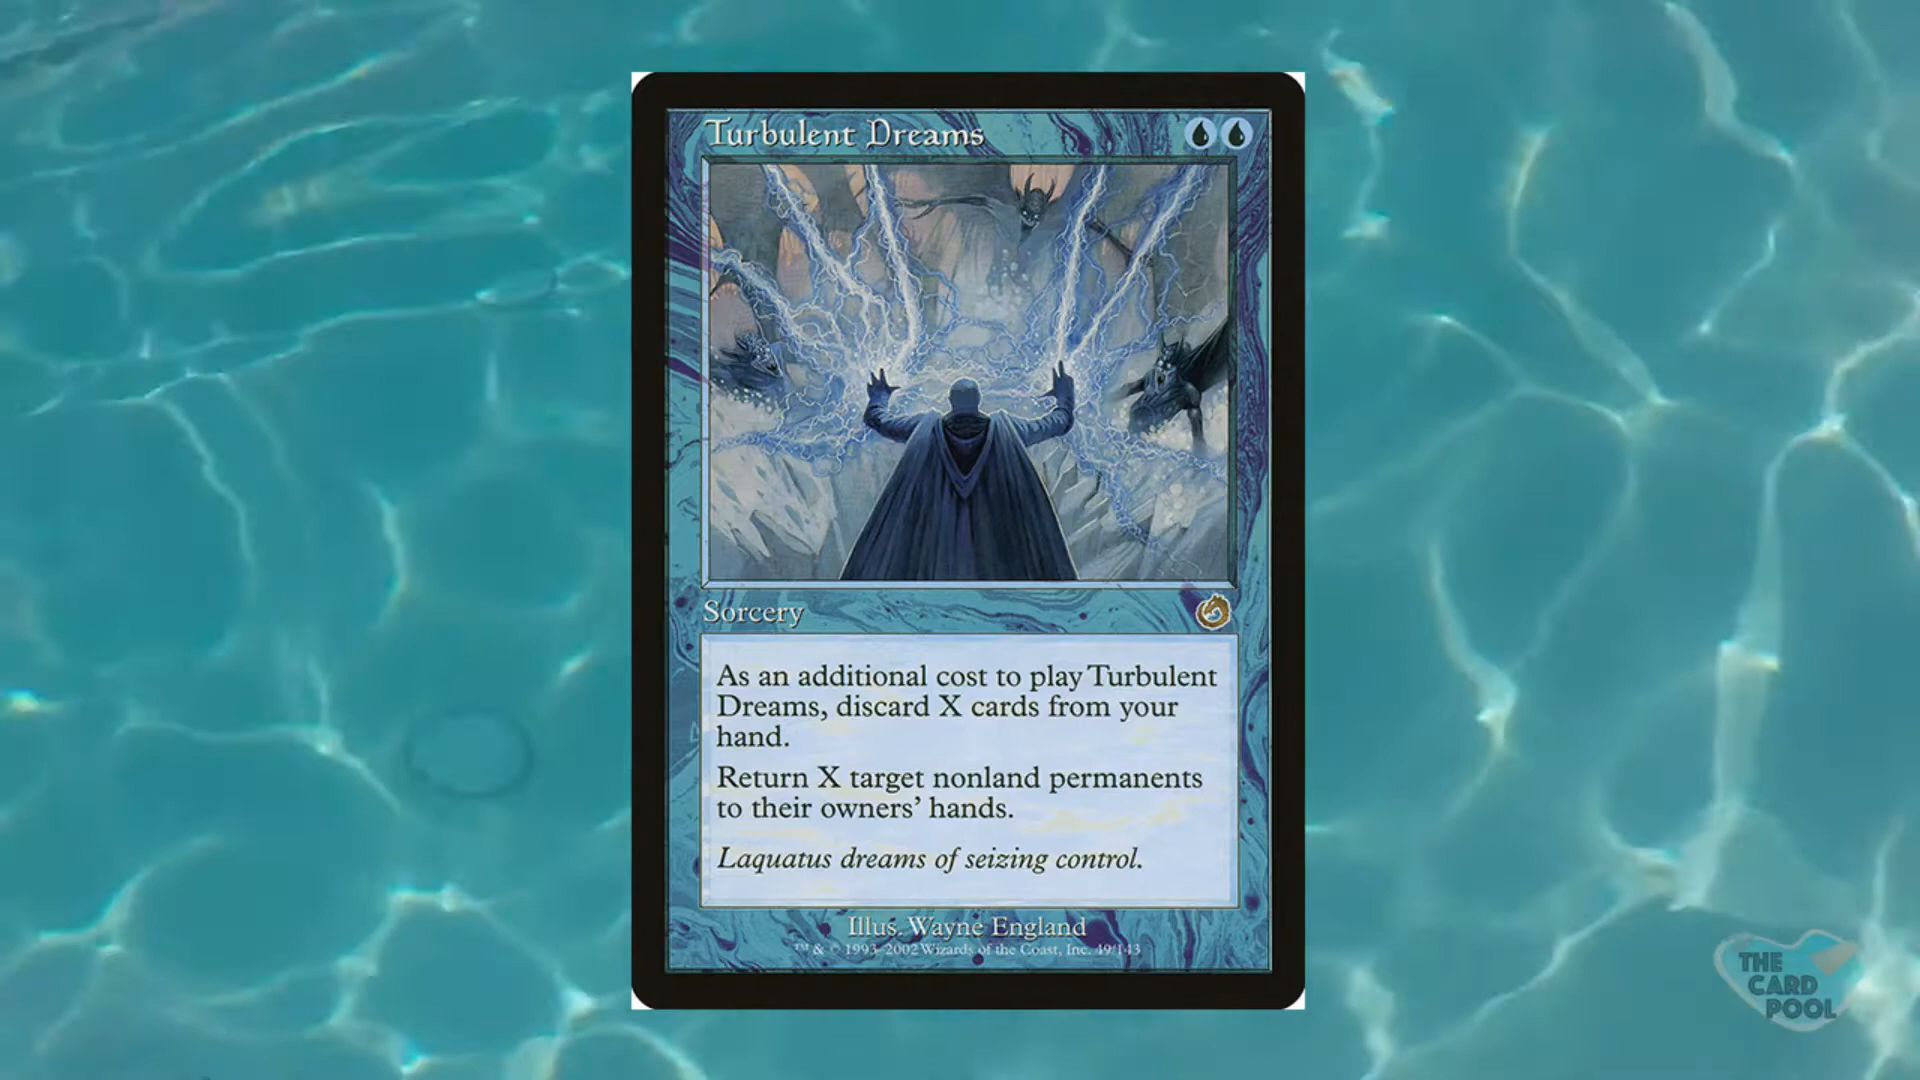 Turbulent Dreams
Sorcery
As an additional cost to play Turbulent
Dreams, discard X cards from your
hand.
Return X target nonland permanents
to their owners' hands.
Laquatus dreams of seizing control.
Illus. Wayne England
™ & © 1993–2002 Wizards of the Coast, Inc. 49/143
THE
CARD
POOL